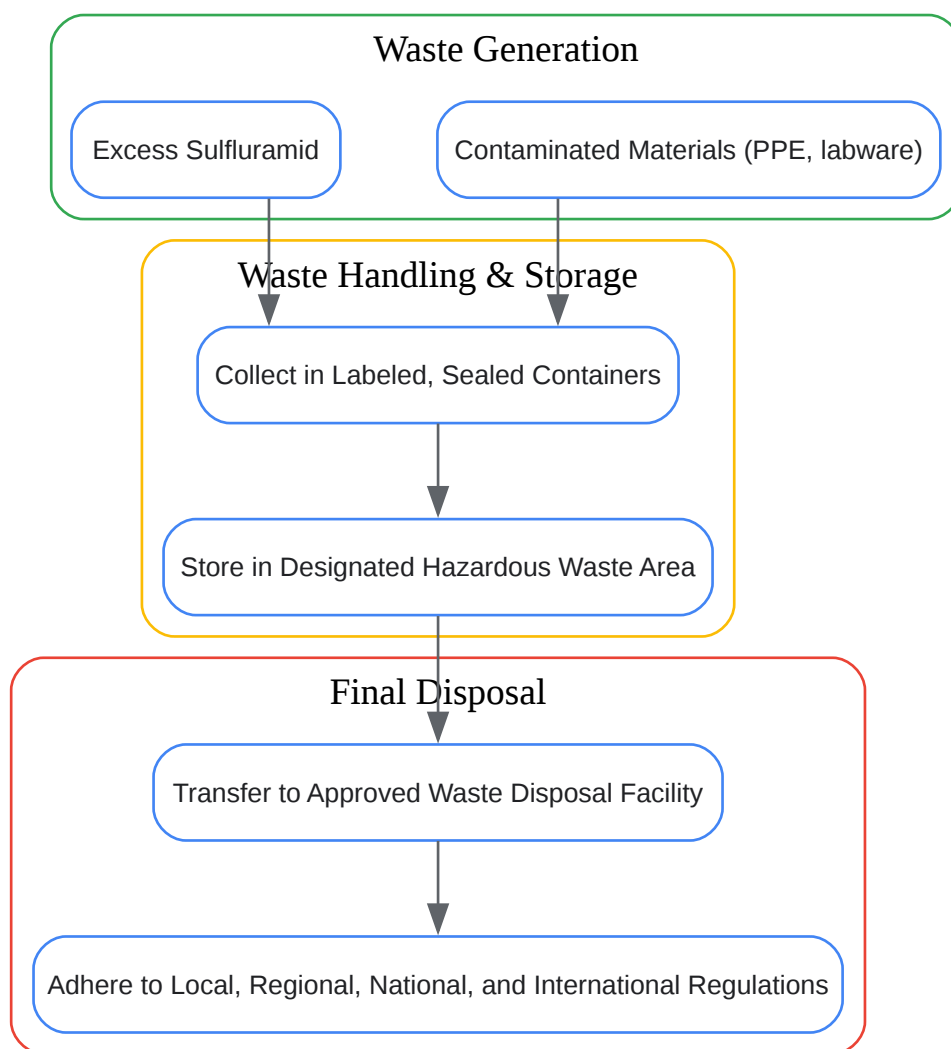 Waste Generation
Excess Sulfluramid
Contaminated Materials (PPE, labware)
Waste Handling & Storage
Collect in Labeled, Sealed Containers
Store in Designated Hazardous Waste Area
Final Disposal
Transfer to Approved Waste Disposal Facility
Adhere to Local, Regional, National, and International Regulations